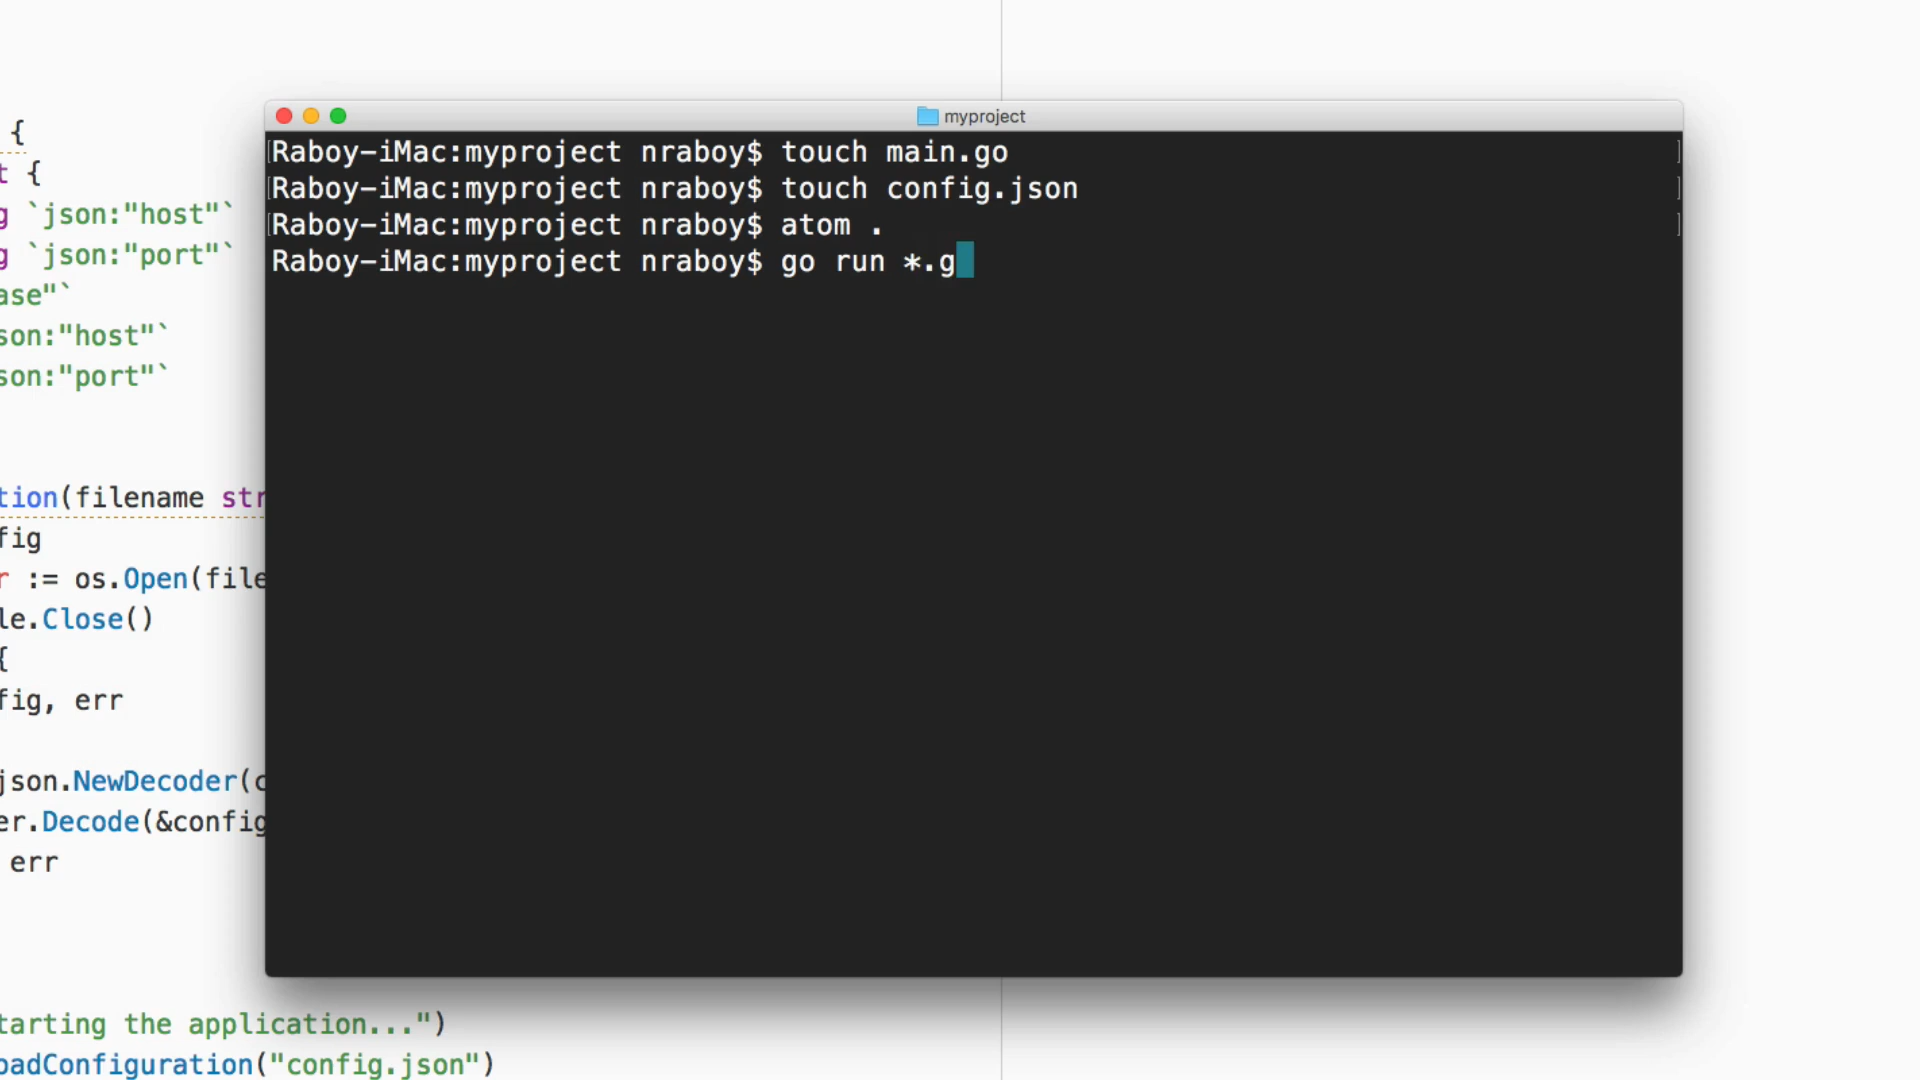 myproject
Raboy-iMac:myproject nraboy$ touch main.go
Raboy-iMac:myproject nraboy$ touch config.json
Raboy-iMac:myproject nraboy$ atom .
Raboy-iMac:myproject nraboy$ go run *.g
{
t {
g `json:"host"`
g `json:"port"`
ase"`
son:"host"`
son:"port"`
tion(filename str
fig
r := os.Open(file
le.Close()
{
fig, err
json.NewDecoder(c
er.Decode(&config
err
tarting the application...")
oadConfiguration("config.json")